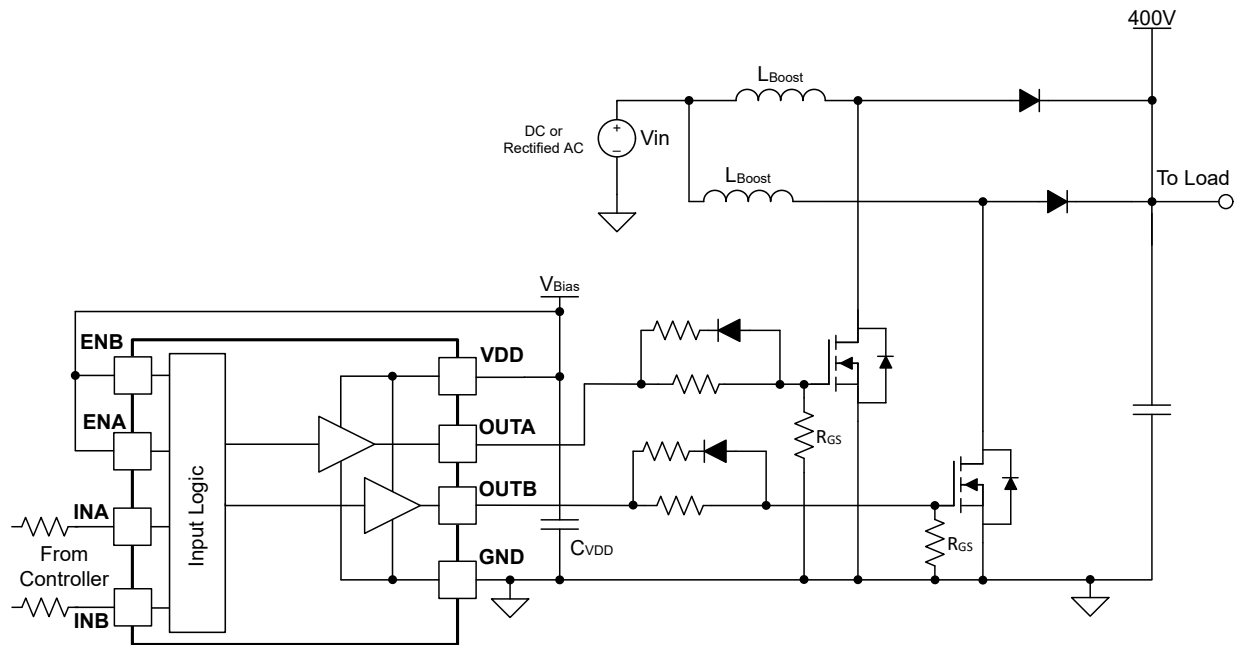 400V
LBoost
DC or
Rectified AC
+
Vin
–
LBoost
To Load
VBias
ENB
VDD
ENA
OUTA
RGS
Input Logic
INA
OUTB
From
Controller
CVDD
GND
RGS
INB